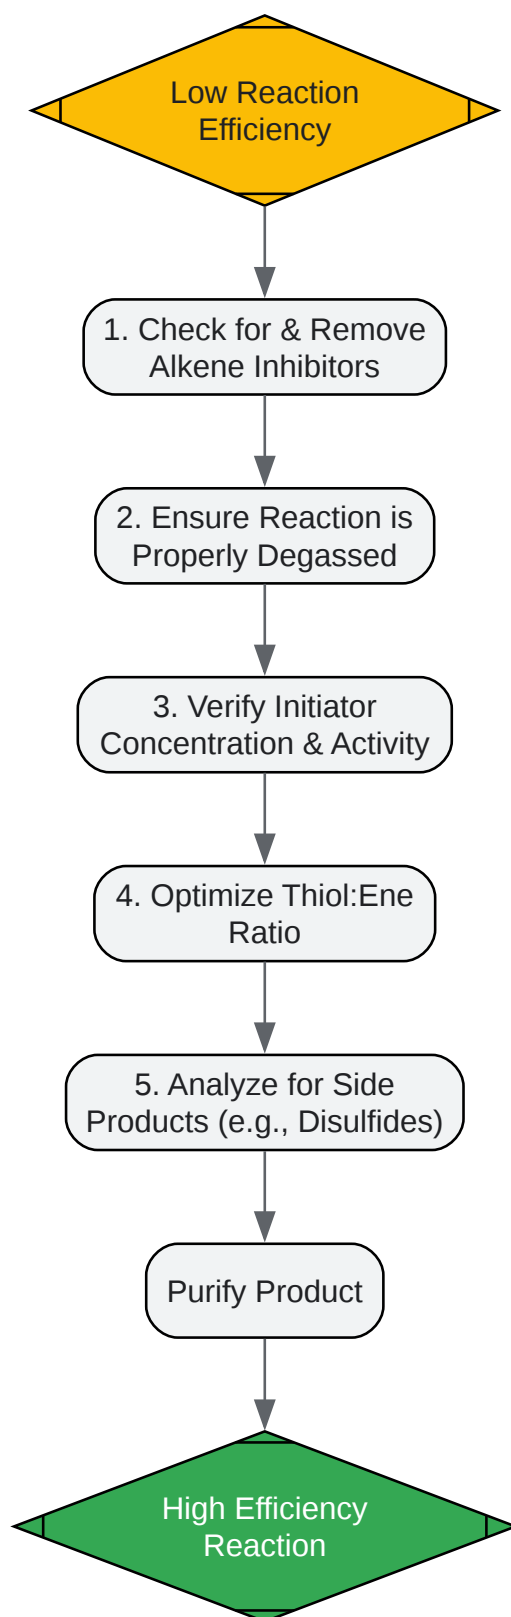 Low Reaction
Efficiency
1. Check for & Remove
Alkene Inhibitors
2. Ensure Reaction is
Properly Degassed
3. Verify Initiator
Concentration & Activity
4. Optimize Thiol:Ene
Ratio
5. Analyze for Side
Products (e.g., Disulfides)
Purify Product
High Efficiency
Reaction